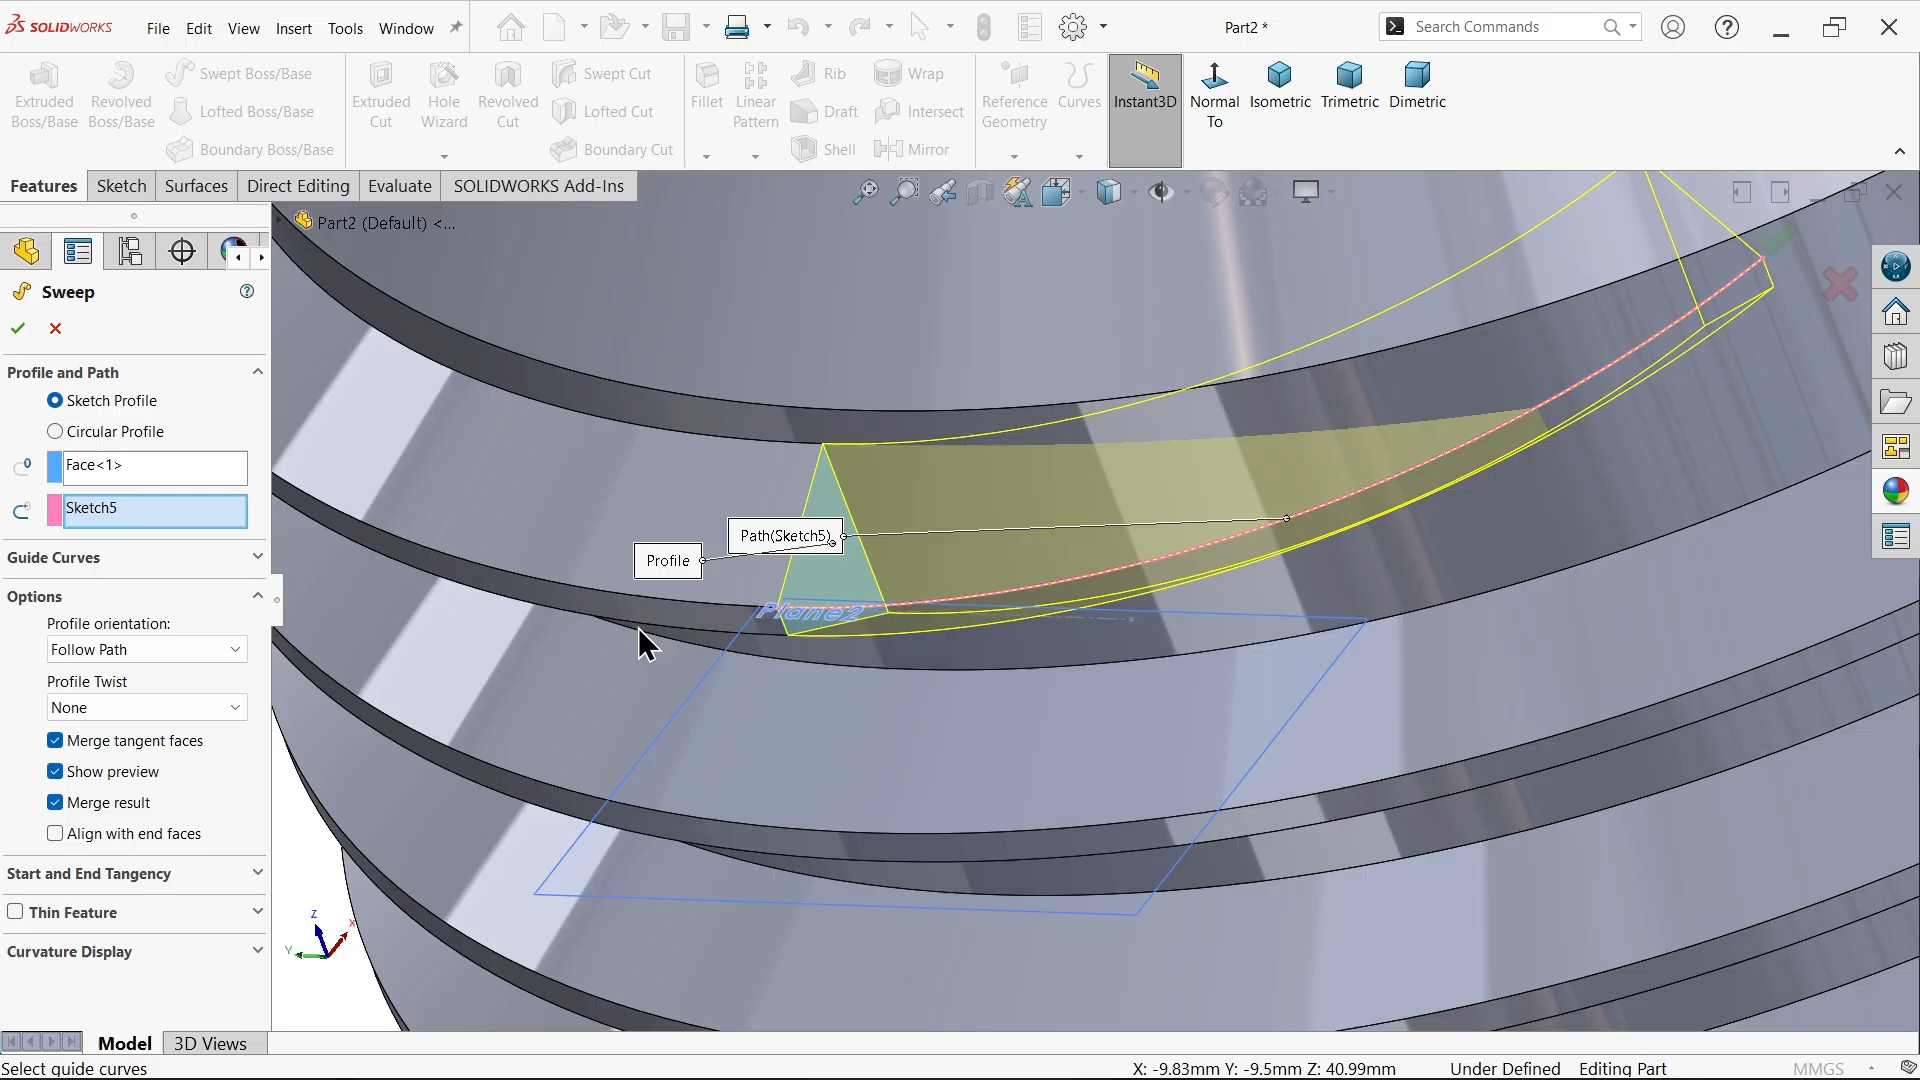 SOLIDWORKS
File Edit View Insert Tools Window
Part2 *
Search Commands
Extruded Boss/Base
Revolved Boss/Base
Swept Boss/Base
Lofted Boss/Base
Boundary Boss/Base
Extruded Cut
Hole Wizard
Revolved Cut
Swept Cut
Lofted Cut
Boundary Cut
Fillet
Linear Pattern
Rib
Draft
Shell
Wrap
Intersect
Mirror
Reference Geometry
Curves
Instant3D
Normal To
Isometric
Trimetric
Dimetric
Features Sketch Surfaces Direct Editing Evaluate SOLIDWORKS Add-Ins
Part2 (Default) <...
Sweep
Profile and Path
Sketch Profile
Circular Profile
Face<1>
Sketch5
Guide Curves
Options
Profile orientation:
Follow Path
Profile Twist
None
Merge tangent faces
Show preview
Merge result
Align with end faces
Start and End Tangency
Thin Feature
Curvature Display
Path(Sketch5)
Profile
Plane2
Z
X
Y
Model 3D Views
Select guide curves
X: -9.83mm Y: -9.5mm Z: 40.99mm Under Defined Editing Part MMGS